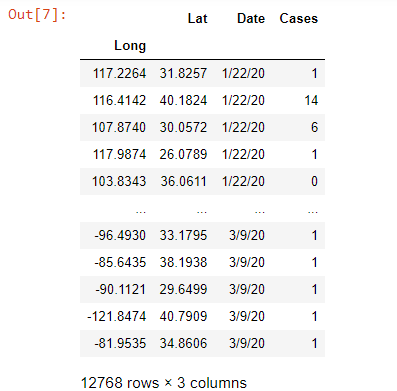 Out[7]:
Lat Date Cases
Long
117.2264 31.8257 1/22/20 1
116.4142 40.1824 1/22/20 14
107.8740 30.0572 1/22/20 6
117.9874 26.0789 1/22/20 1
103.8343 36.0611 1/22/20 0
... ... ... ...
-96.4930 33.1795 3/9/20 1
-85.6435 38.1938 3/9/20 1
-90.1121 29.6499 3/9/20 1
-121.8474 40.7909 3/9/20 1
-81.9535 34.8606 3/9/20 1
12768 rows × 3 columns